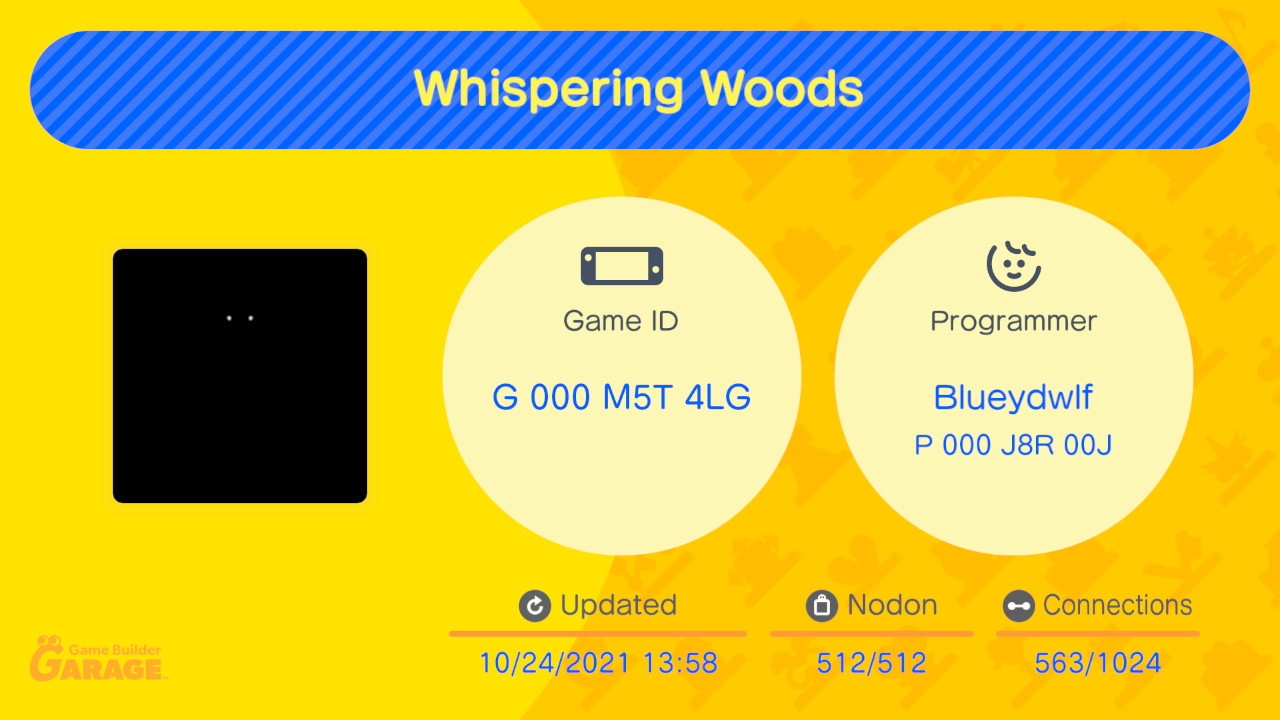 Whispering Woods
Game ID
G 000 M5T 4LG
Programmer
Blueydwlf
P 000 J8R 00J
Updated
10/24/2021 13:58
Nodon
512/512
Connections
563/1024
Game Builder
GARAGE